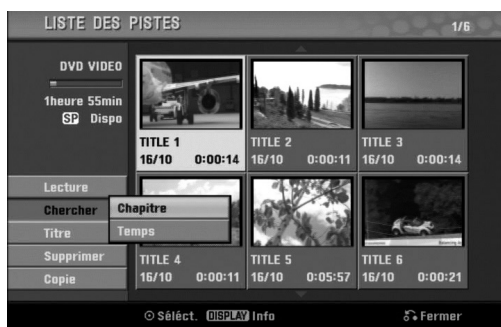 LISTE DES PISTES
1/6
DVD VIDEO
1heure 55min
SP Dispo
TITLE 1
16/10 0:00:14
TITLE 2
16/10 0:00:11
TITLE 3
16/10 0:00:14
Lecture
Chercher
Titre
Supprimer
Copie
Chapitre
Temps
TITLE 4
16/10 0:00:11
TITLE 5
16/10 0:05:57
TITLE 6
16/10 0:00:21
Séléct. DISPLAY Info
Fermer